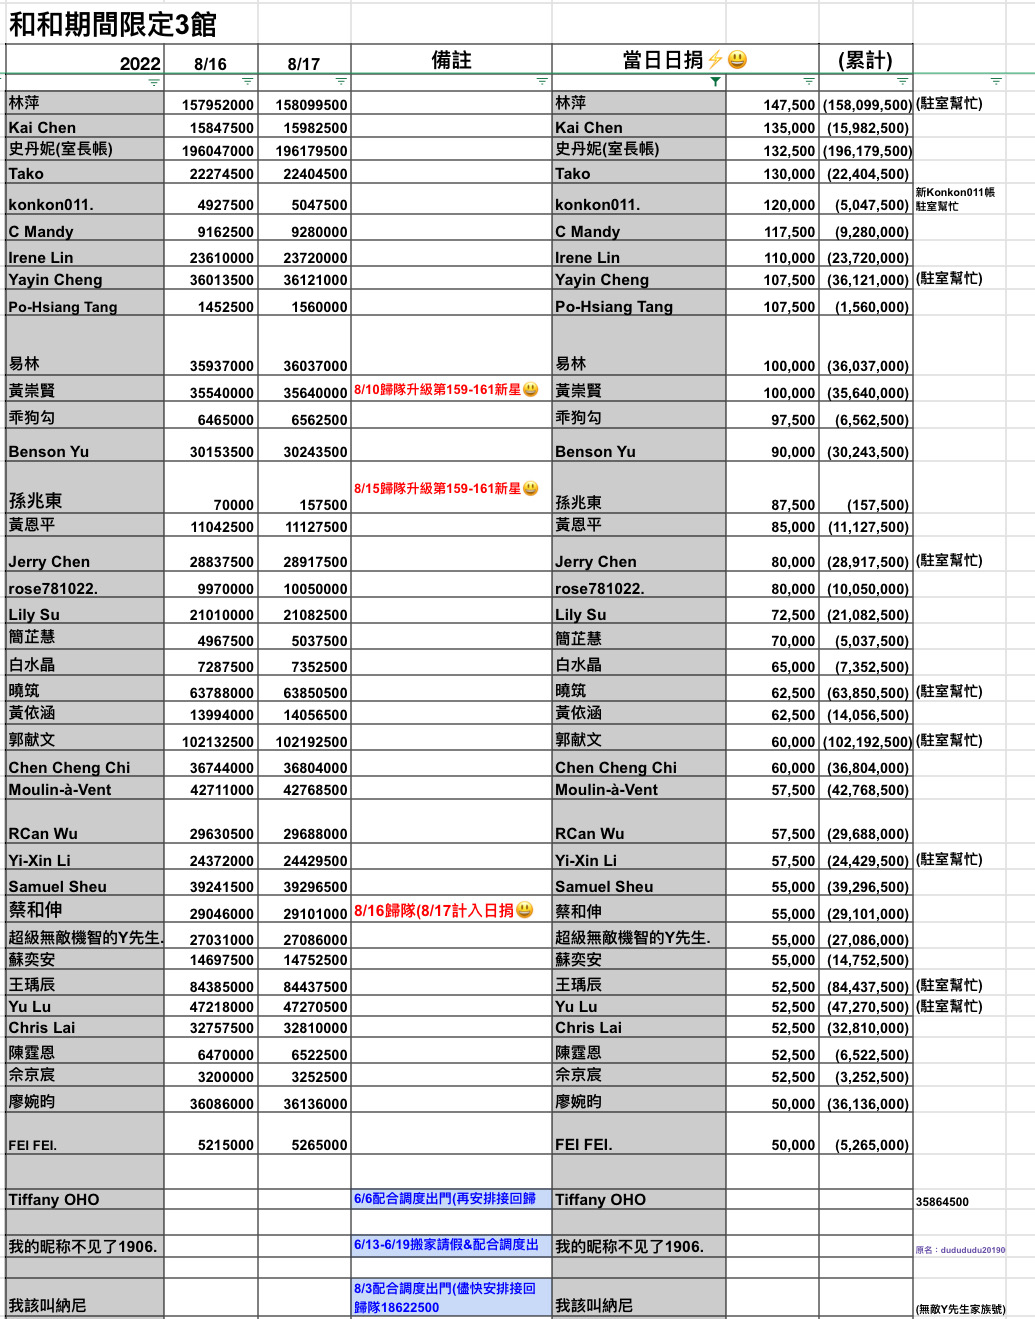 和和期間限定3館
2022 8/16 8/17 備註 當日日捐⚡😃 (累計)
林萍 157952000 158099500 林萍 147,500 (158,099,500) (駐室幫忙)
Kai Chen 15847500 15982500 Kai Chen 135,000 (15,982,500)
史丹妮(室長帳) 196047000 196179500 史丹妮(室長帳) 132,500 (196,179,500)
Tako 22274500 22404500 Tako 130,000 (22,404,500)
新Konkon011帳
konkon011. 4927500 5047500 konkon011. 120,000 (5,047,500) 駐室幫忙
C Mandy 9162500 9280000 C Mandy 117,500 (9,280,000)
Irene Lin 23610000 23720000 Irene Lin 110,000 (23,720,000)
Yayin Cheng 36013500 36121000 Yayin Cheng 107,500 (36,121,000) (駐室幫忙)
Po-Hsiang Tang 1452500 1560000 Po-Hsiang Tang 107,500 (1,560,000)
易林 35937000 36037000 易林 100,000 (36,037,000)
黃崇賢 35540000 35640000 8/10歸隊升級第159-161新星😃 黃崇賢 100,000 (35,640,000)
乖狗勾 6465000 6562500 乖狗勾 97,500 (6,562,500)
Benson Yu 30153500 30243500 Benson Yu 90,000 (30,243,500)
孫兆東 70000 157500 8/15歸隊升級第159-161新星😃 孫兆東 87,500 (157,500)
黃恩平 11042500 11127500 黃恩平 85,000 (11,127,500)
Jerry Chen 28837500 28917500 Jerry Chen 80,000 (28,917,500) (駐室幫忙)
rose781022. 9970000 10050000 rose781022. 80,000 (10,050,000)
Lily Su 21010000 21082500 Lily Su 72,500 (21,082,500)
簡芷慧 4967500 5037500 簡芷慧 70,000 (5,037,500)
白水晶 7287500 7352500 白水晶 65,000 (7,352,500)
曉筑 63788000 63850500 曉筑 62,500 (63,850,500) (駐室幫忙)
黃依涵 13994000 14056500 黃依涵 62,500 (14,056,500)
郭献文 102132500 102192500 郭献文 60,000 (102,192,500) (駐室幫忙)
Chen Cheng Chi 36744000 36804000 Chen Cheng Chi 60,000 (36,804,000)
Moulin-à-Vent 42711000 42768500 Moulin-à-Vent 57,500 (42,768,500)
RCan Wu 29630500 29688000 RCan Wu 57,500 (29,688,000)
Yi-Xin Li 24372000 24429500 Yi-Xin Li 57,500 (24,429,500) (駐室幫忙)
Samuel Sheu 39241500 39296500 Samuel Sheu 55,000 (39,296,500)
蔡和伸 29046000 29101000 8/16歸隊(8/17計入日捐😃 蔡和伸 55,000 (29,101,000)
超級無敵機智的Y先生. 27031000 27086000 超級無敵機智的Y先生. 55,000 (27,086,000)
蘇奕安 14697500 14752500 蘇奕安 55,000 (14,752,500)
王瑀辰 84385000 84437500 王瑀辰 52,500 (84,437,500) (駐室幫忙)
Yu Lu 47218000 47270500 Yu Lu 52,500 (47,270,500) (駐室幫忙)
Chris Lai 32757500 32810000 Chris Lai 52,500 (32,810,000)
陳霆恩 6470000 6522500 陳霆恩 52,500 (6,522,500)
佘京宸 3200000 3252500 佘京宸 52,500 (3,252,500)
廖婉昀 36086000 36136000 廖婉昀 50,000 (36,136,000)
FEI FEI. 5215000 5265000 FEI FEI. 50,000 (5,265,000)
Tiffany OHO 6/6配合調度出門(再安排接回歸 Tiffany OHO 35864500
我的昵称不见了1906. 6/13-6/19搬家請假&配合調度出 我的昵称不见了1906. 原名：dudududu20190
8/3配合調度出門(儘快安排接回
我該叫納尼 歸隊18622500 我該叫納尼 (無敵Y先生家族號)